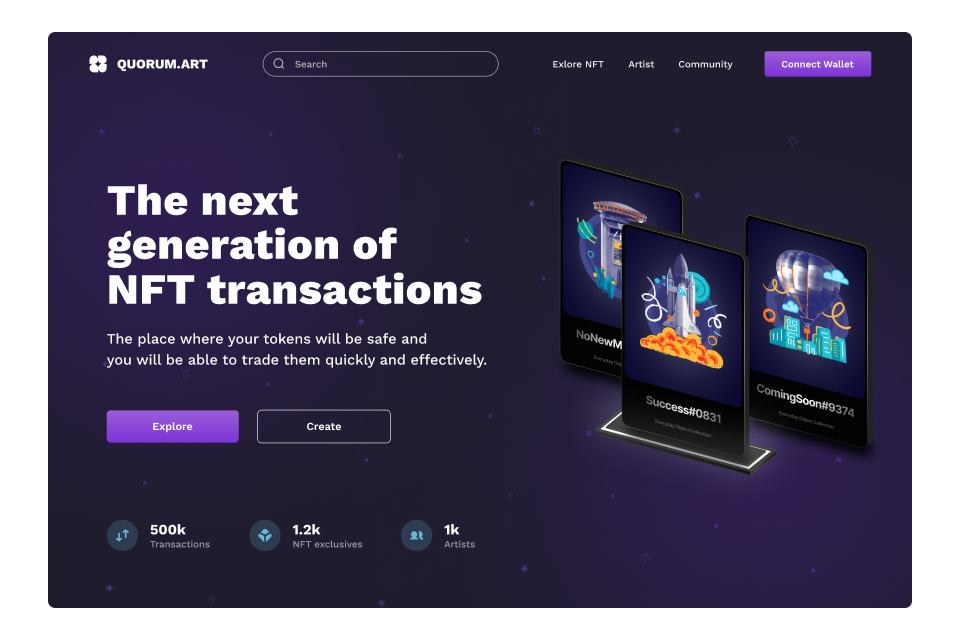 QUORUM.ART
Search
Exlore NFT
Artist
Community
Connect Wallet
The next
generation of
NFT transactions
The place where your tokens will be safe and
you will be able to trade them quickly and effectively.
Explore
Create
500k
Transactions
1.2k
NFT exclusives
1k
Artists
NoNewM
Everyday Obj
Success#0831
Everyday Object Collection
ComingSoon#9374
Everyday Object collection